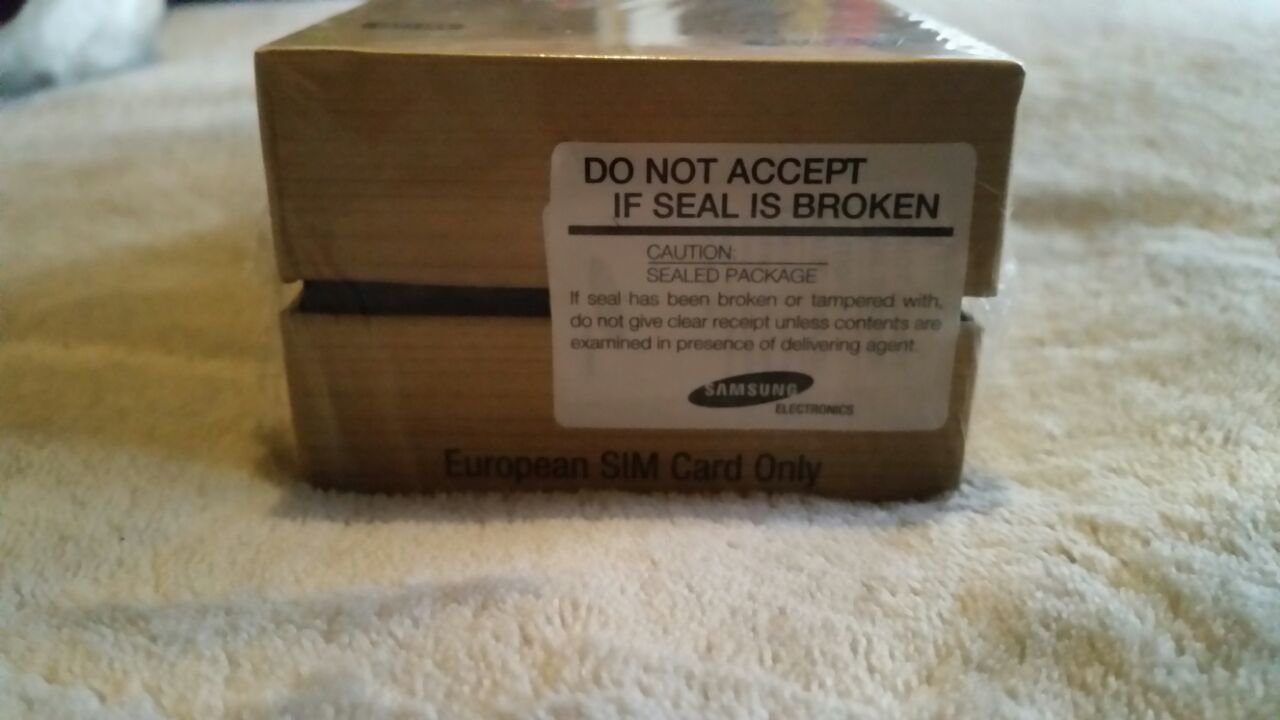 DO NOT ACCEPT
IF SEAL IS BROKEN
CAUTION:
SEALED PACKAGE
If seal has been broken or tampered with,
do not give clear receipt unless contents are
examined in presence of delivering agent.
SAMSUNG
ELECTRONICS
European SIM Card Only